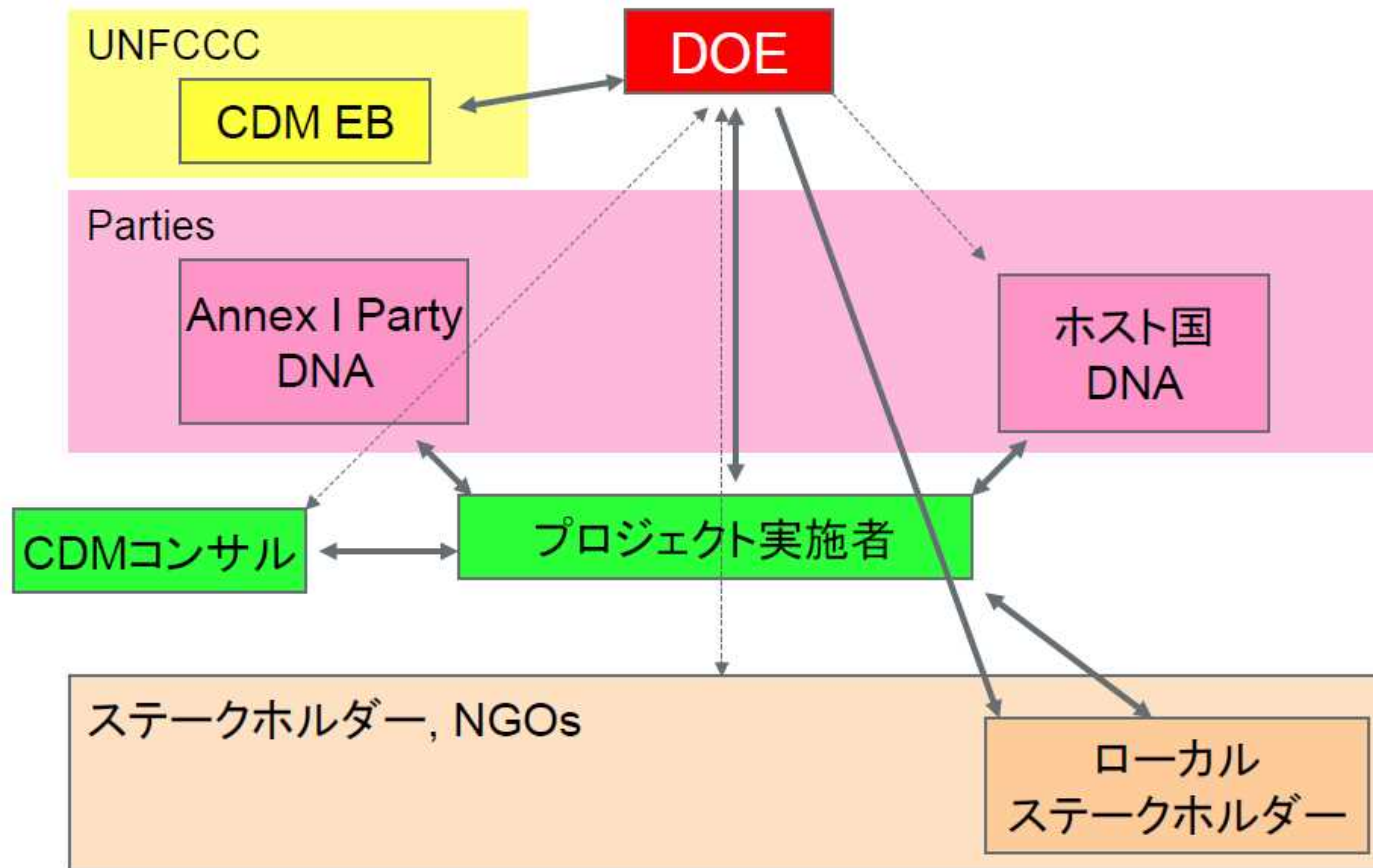 UNFCCC
CDM EB
DOE
Parties
Annex I Party
DNA
ホスト国
DNA
CDMコンサル
プロジェクト実施者
ステークホルダー, NGOs
ローカル
ステークホルダー